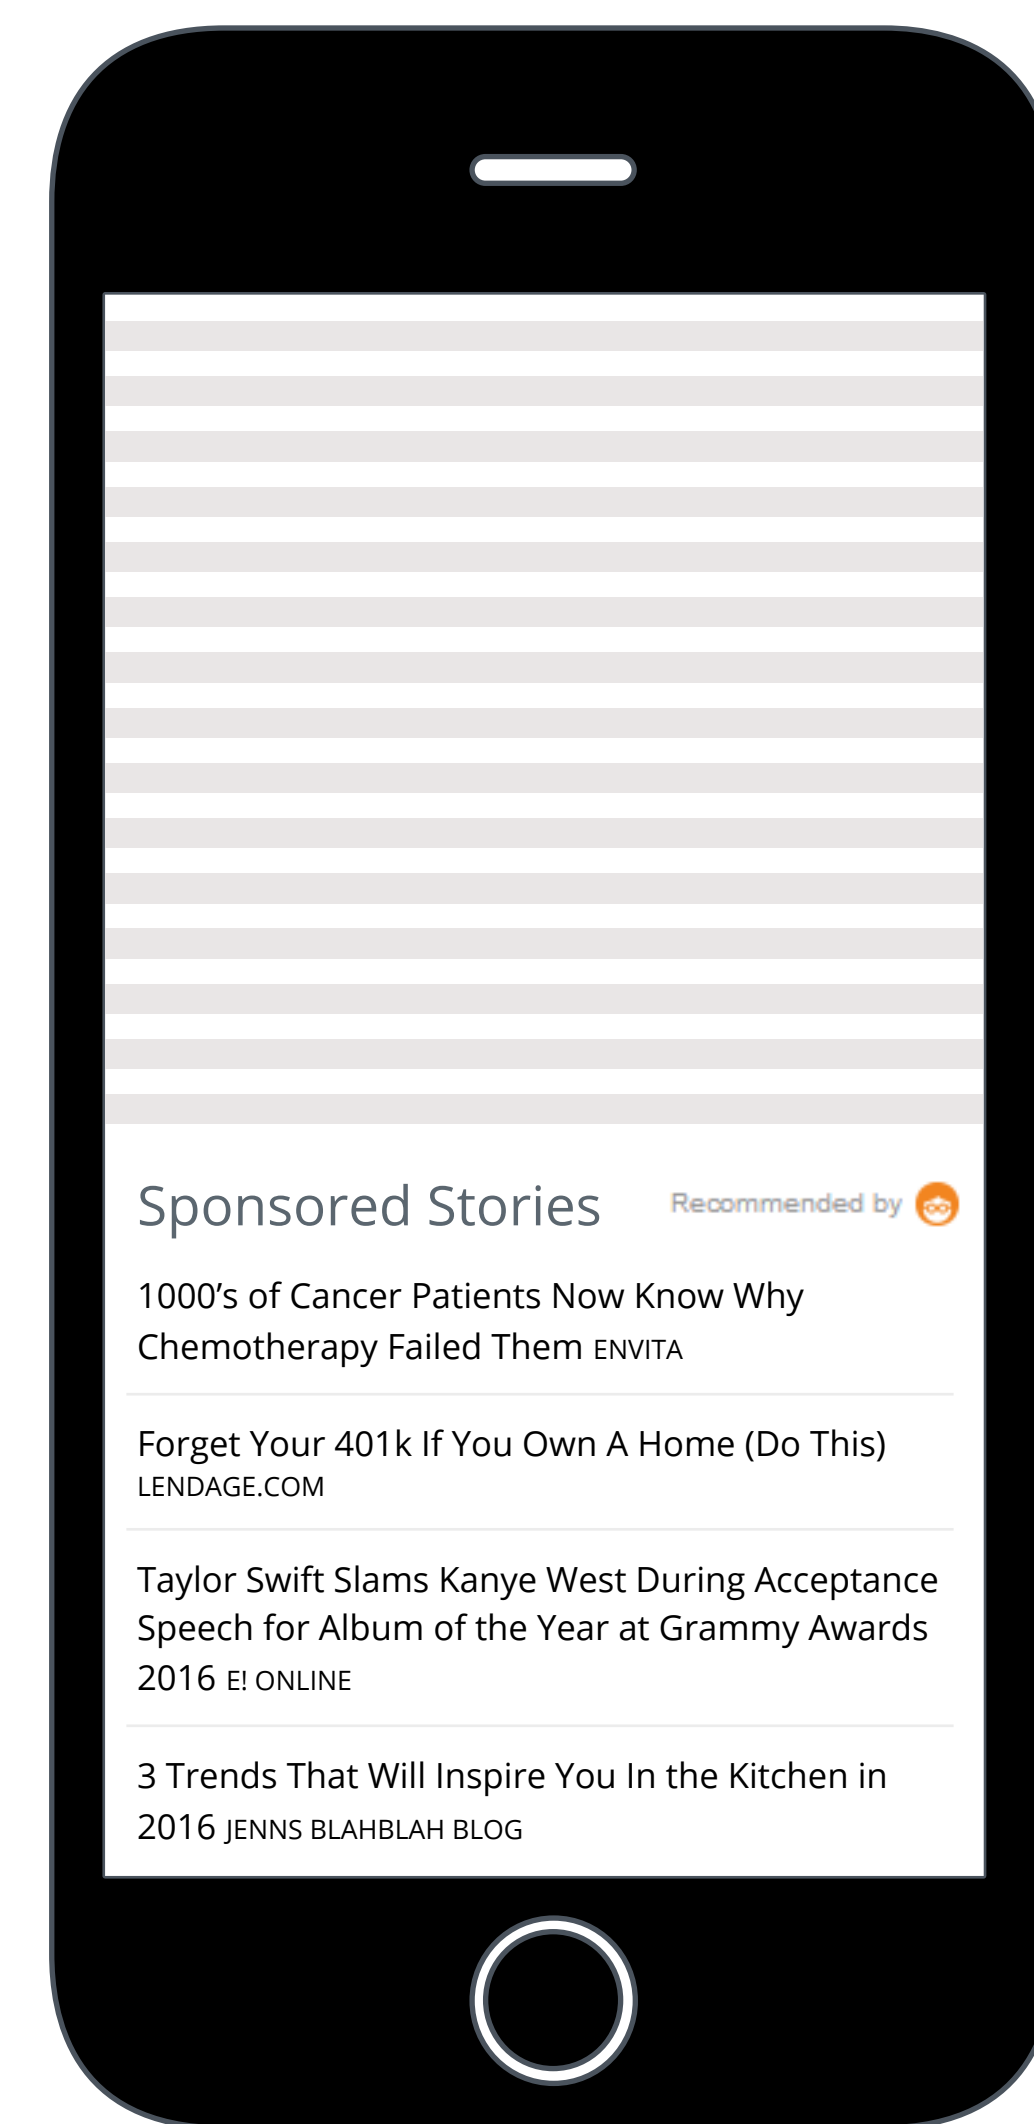 Sponsored Stories Recommended by
1000’s of Cancer Patients Now Know Why
Chemotherapy Failed Them ENVITA
Forget Your 401k If You Own A Home (Do This)
LENDAGE.COM
Taylor Swift Slams Kanye West During Acceptance
Speech for Album of the Year at Grammy Awards
2016 E! ONLINE
3 Trends That Will Inspire You In the Kitchen in
2016 JENNS BLAHBLAH BLOG